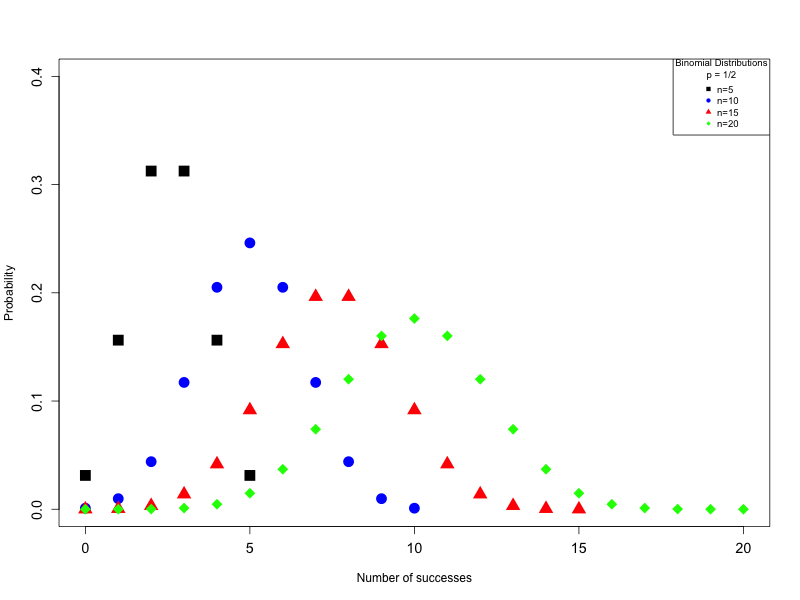 Binomial Distributions
p = 1/2
n=5
n=10
n=15
n=20
0.4
0.3
0.2
0.1
0.0
Probability
0 5 10 15 20
Number of successes